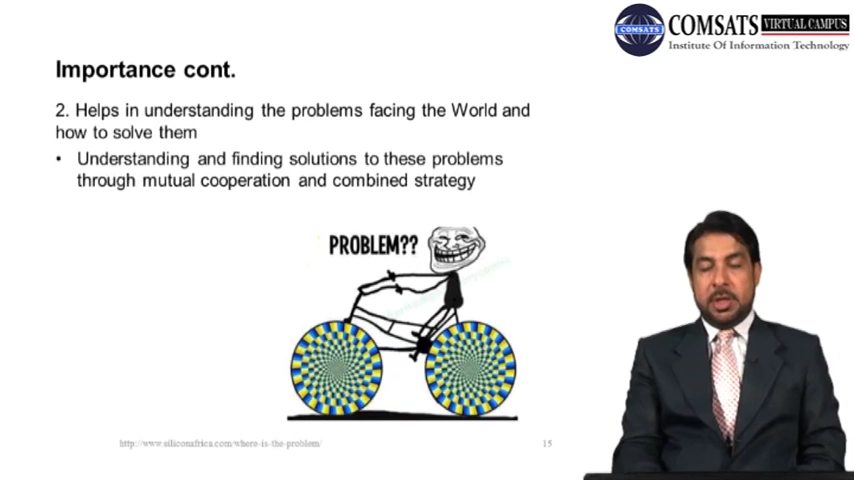 COMSATS
COMSATS VIRTUAL CAMPUS
Institute Of Information Technology
Importance cont.
2. Helps in understanding the problems facing the World and
how to solve them
• Understanding and finding solutions to these problems
through mutual cooperation and combined strategy
PROBLEM??
http://www.siliconafrica.com/where-is-the-problem/
15